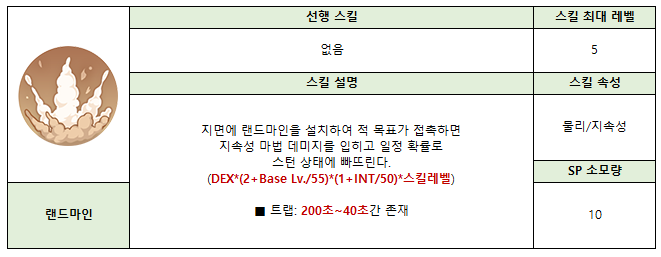 선행 스킬
스킬 최대 레벨
없음
5
스킬 설명
스킬 속성
지면에 랜드마인을 설치하여 적 목표가 접촉하면
지속성 마법 데미지를 입히고 일정 확률로
스턴 상태에 빠뜨린다.
(DEX*(2+Base Lv./55)*(1+INT/50)*스킬레벨)
■ 트랩: 200초~40초간 존재
물리/지속성
SP 소모량
랜드마인
10